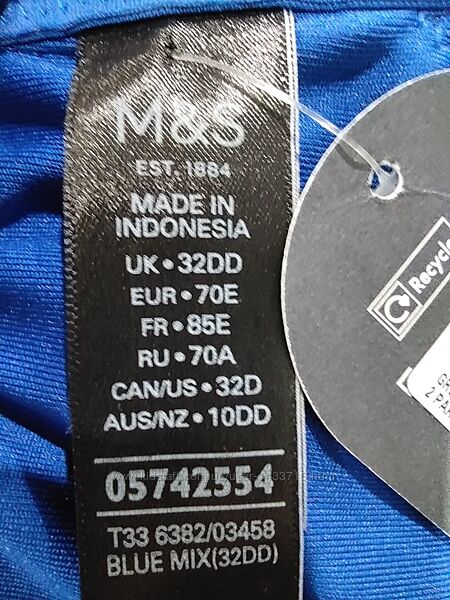 M&S
EST. 1884
MADE IN
INDONESIA
UK • 32DD
EUR • 70E
FR • 85E
RU • 70A
CAN/US • 32D
AUS/NZ • 10DD
05742554
T33 6382/03458
BLUE MIX(32DD)
Recycle